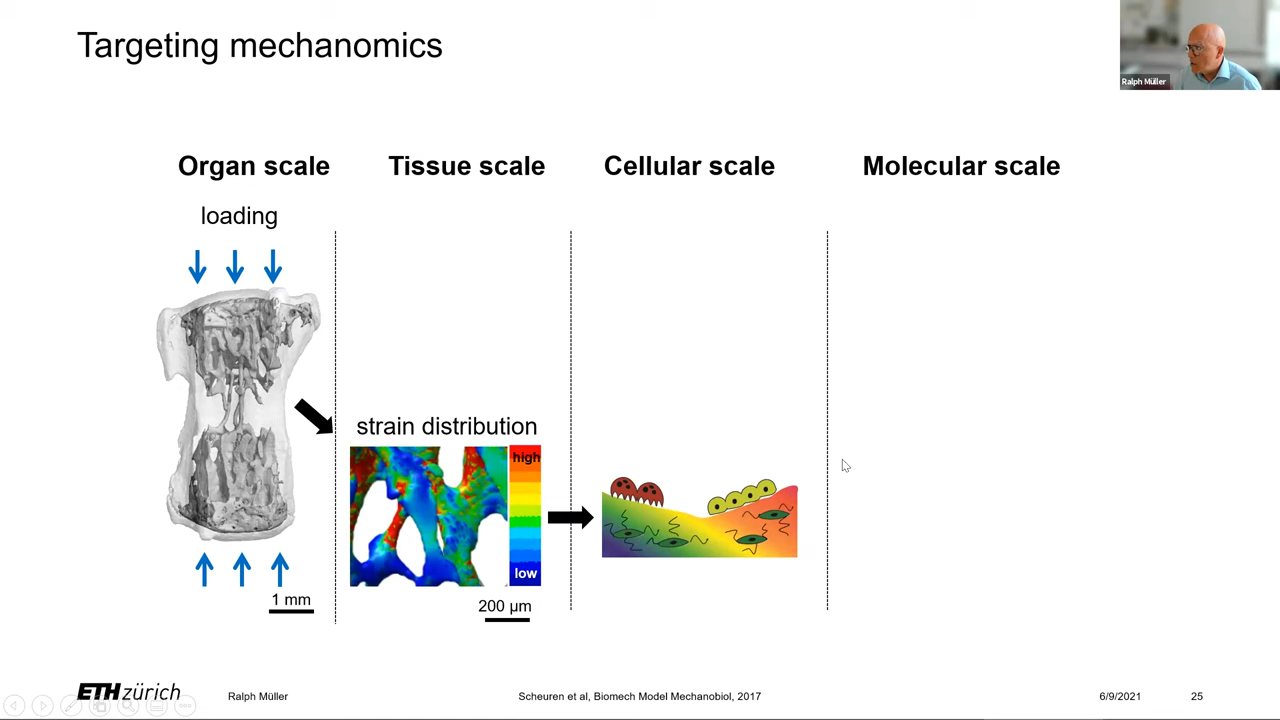 Targeting mechanomics
Ralph Müller
Organ scale
Tissue scale
Cellular scale
Molecular scale
loading
strain distribution
high
low
1 mm
200 µm
ETH zürich
Ralph Müller
Scheuren et al, Biomech Model Mechanobiol, 2017
6/9/2021
25